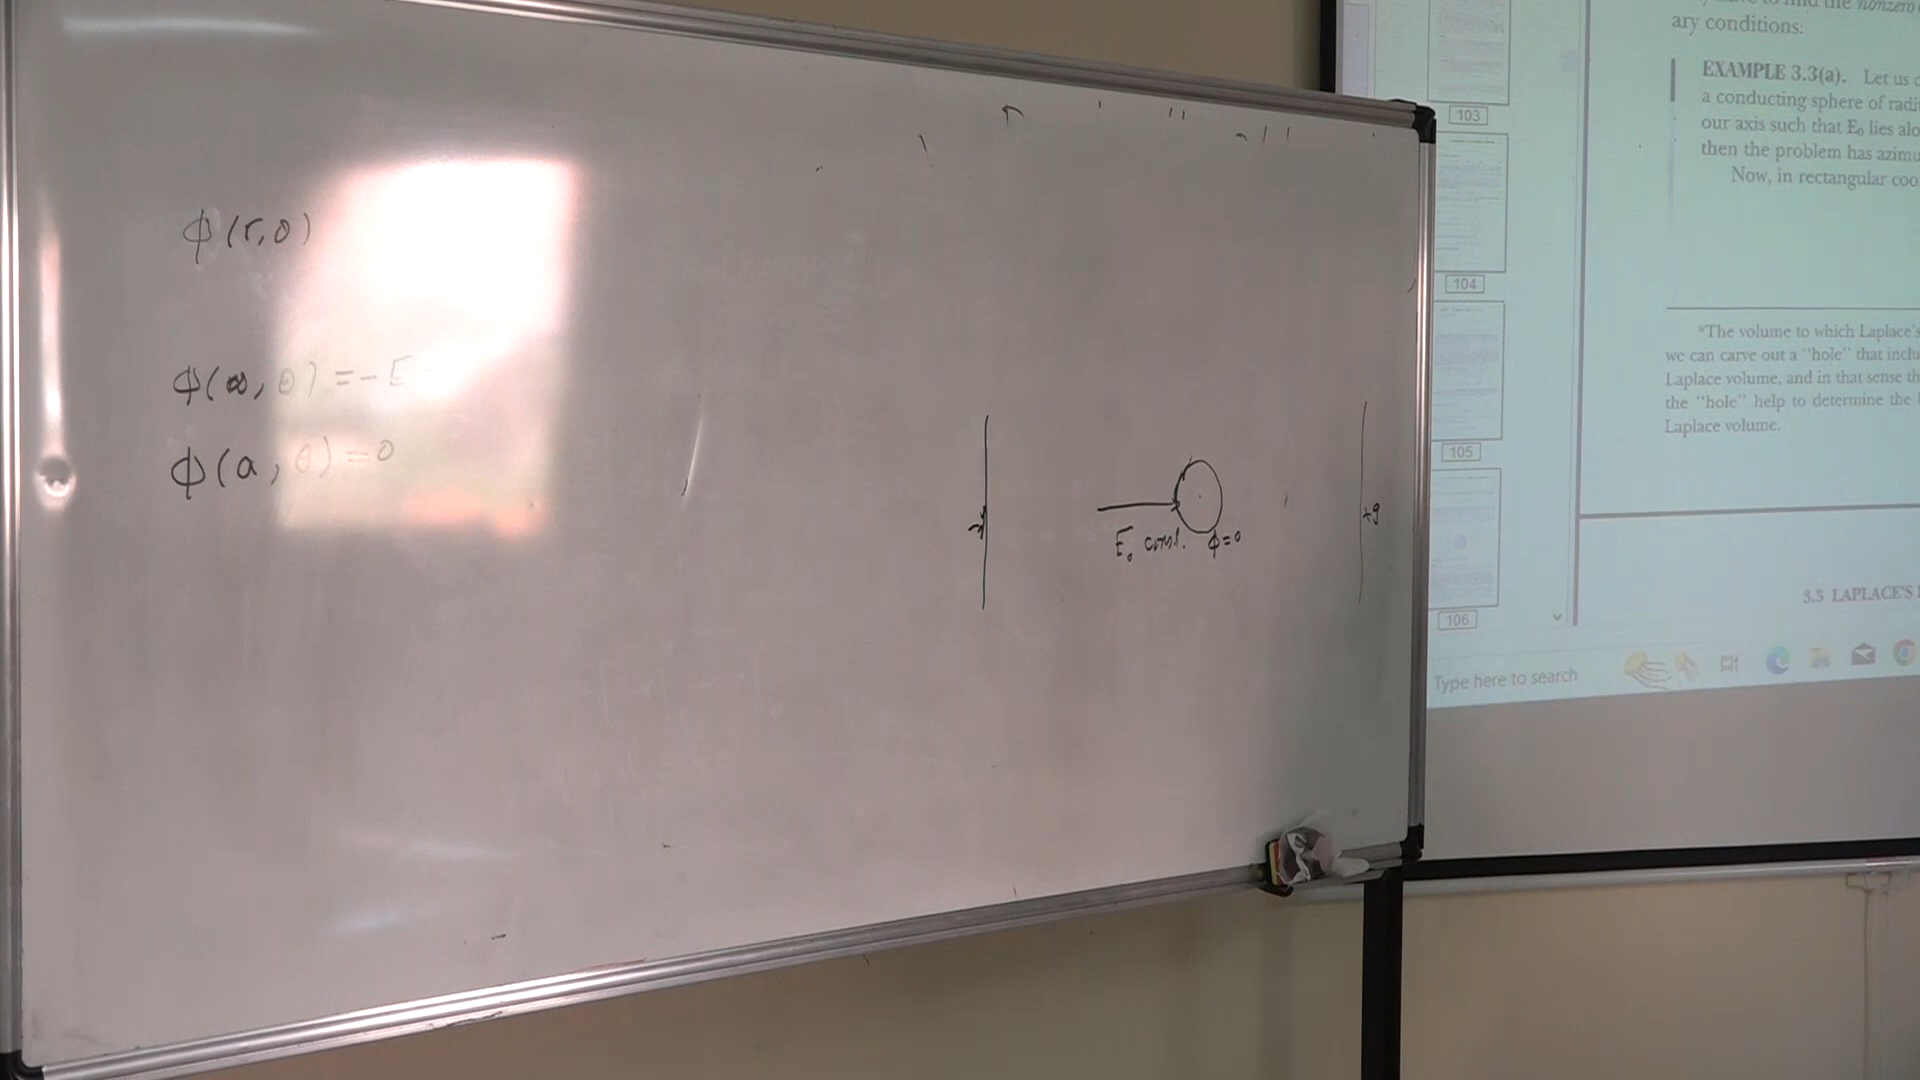 ϕ(r,θ)
ϕ(∞,θ) = - E
ϕ(a,θ) = 0
E₀ const. ϕ=0
+q
nonzero
ary conditions:
EXAMPLE 3.3(a). Let us
a conducting sphere of radi
our axis such that E₀ lies alo
then the problem has azimu
Now, in rectangular coo
103
104
105
106
*The volume to which Laplace's
we can carve out a "hole" that inclu
Laplace volume, and in that sense th
the "hole" help to determine the
Laplace volume.
3.3 LAPLACE'S
Type here to search